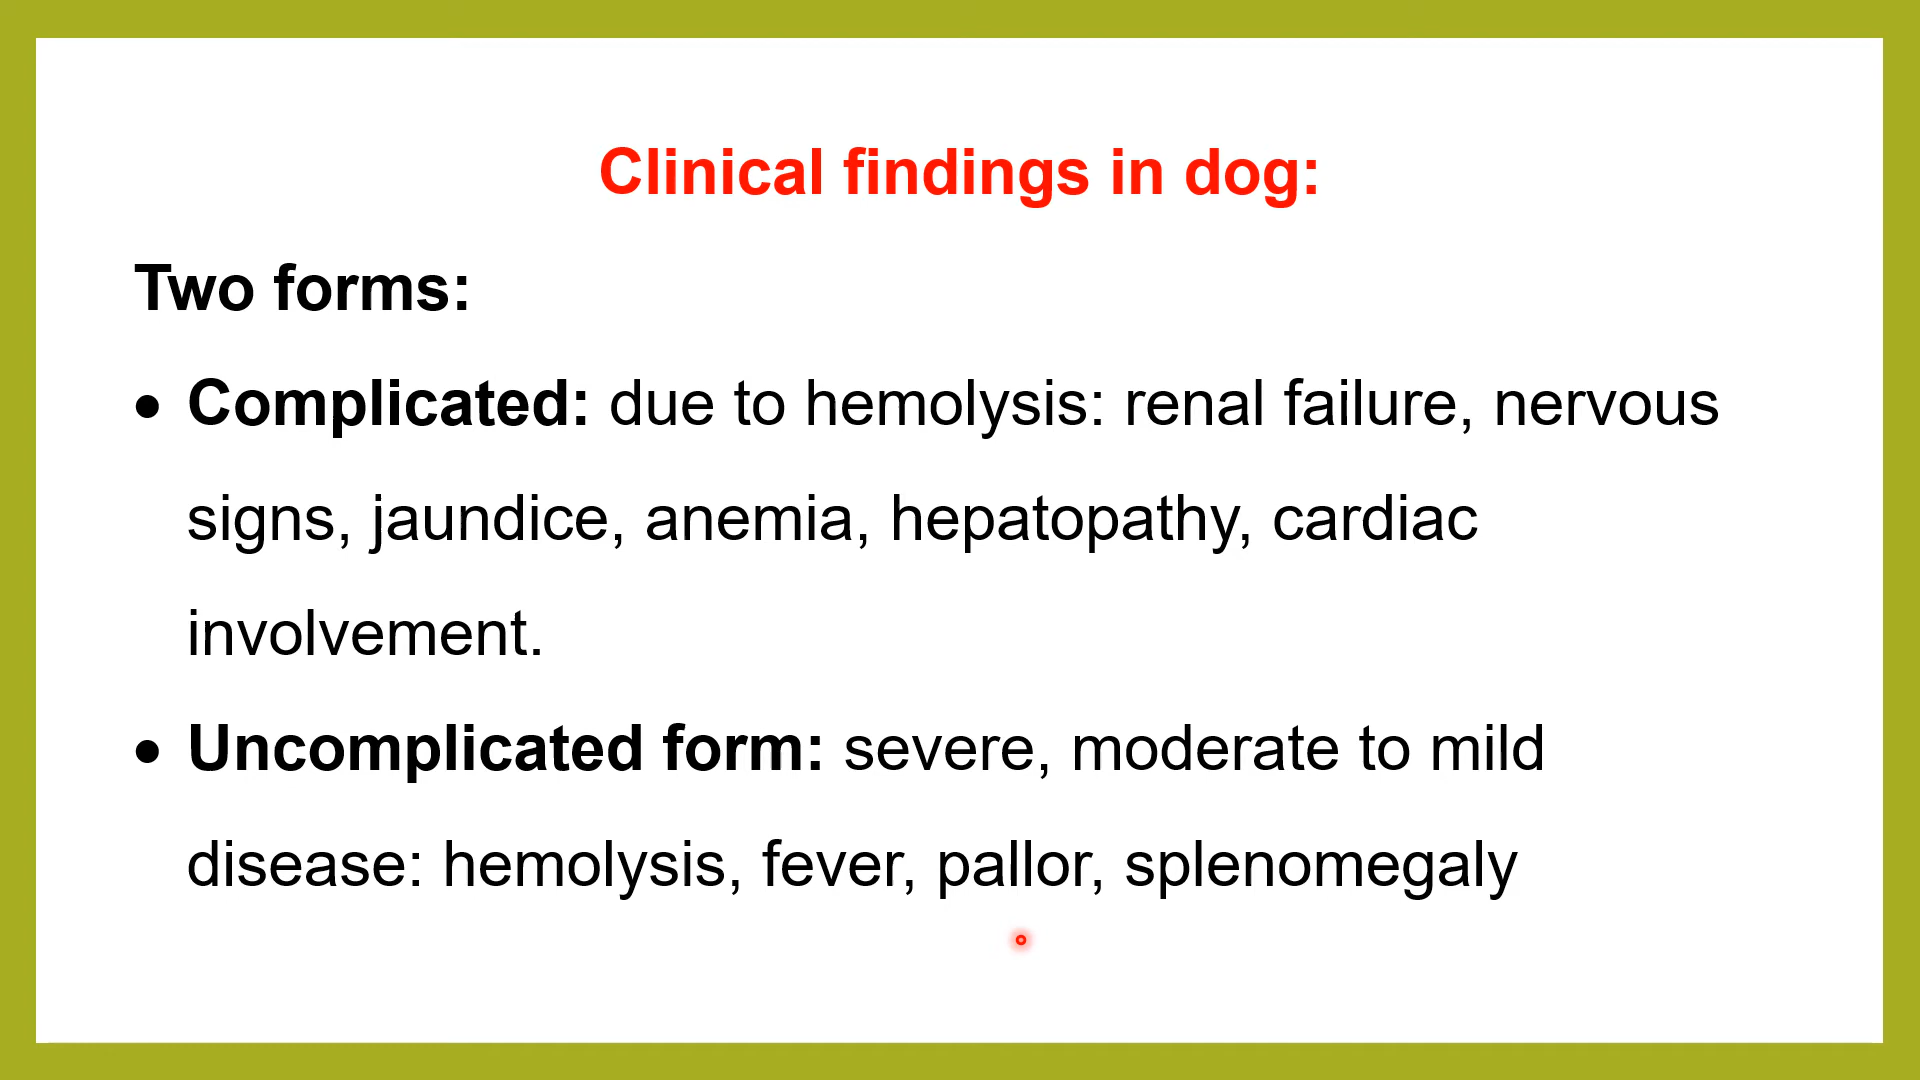 Clinical findings in dog:
Two forms:
• Complicated: due to hemolysis: renal failure, nervous
signs, jaundice, anemia, hepatopathy, cardiac
involvement.
• Uncomplicated form: severe, moderate to mild
disease: hemolysis, fever, pallor, splenomegaly